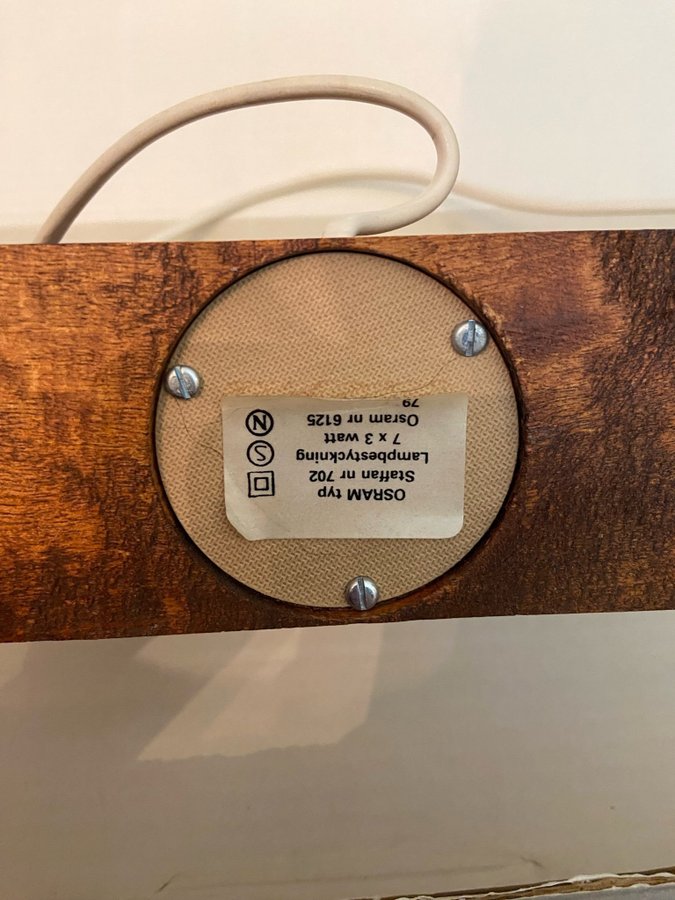 OSRAM typ
Staffan nr 702
Lampbestyckning
7 x 3 watt
Osram nr 6125
79
S
N